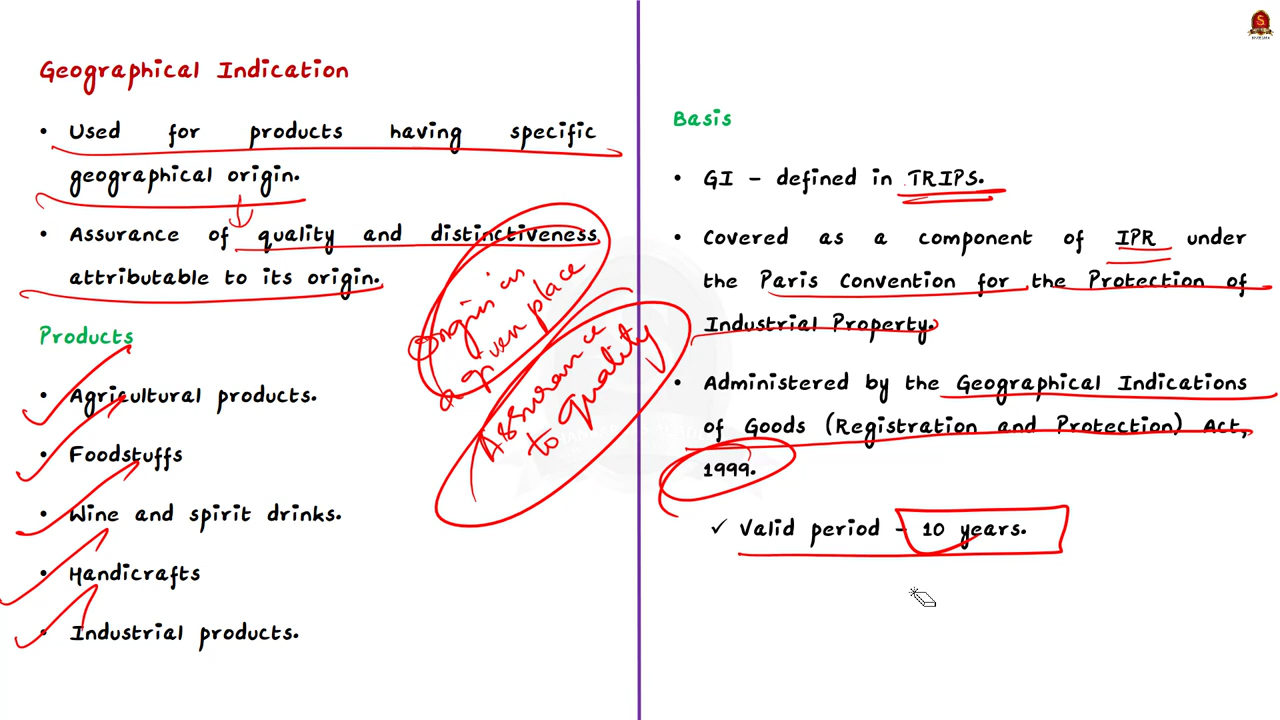 Geographical Indication
• Used for products having specific
geographical origin.
• Assurance of quality and distinctiveness
attributable to its origin.
Origin in
a given place
Assurance
to quality
Products
• Agricultural products.
• Foodstuffs
• Wine and spirit drinks.
• Handicrafts
• Industrial products.
Basis
• GI - defined in TRIPS.
• Covered as a component of IPR under
the Paris Convention for the Protection of
Industrial Property.
• Administered by the Geographical Indications
of Goods (Registration and Protection) Act,
1999.
✓ Valid period - 10 years.